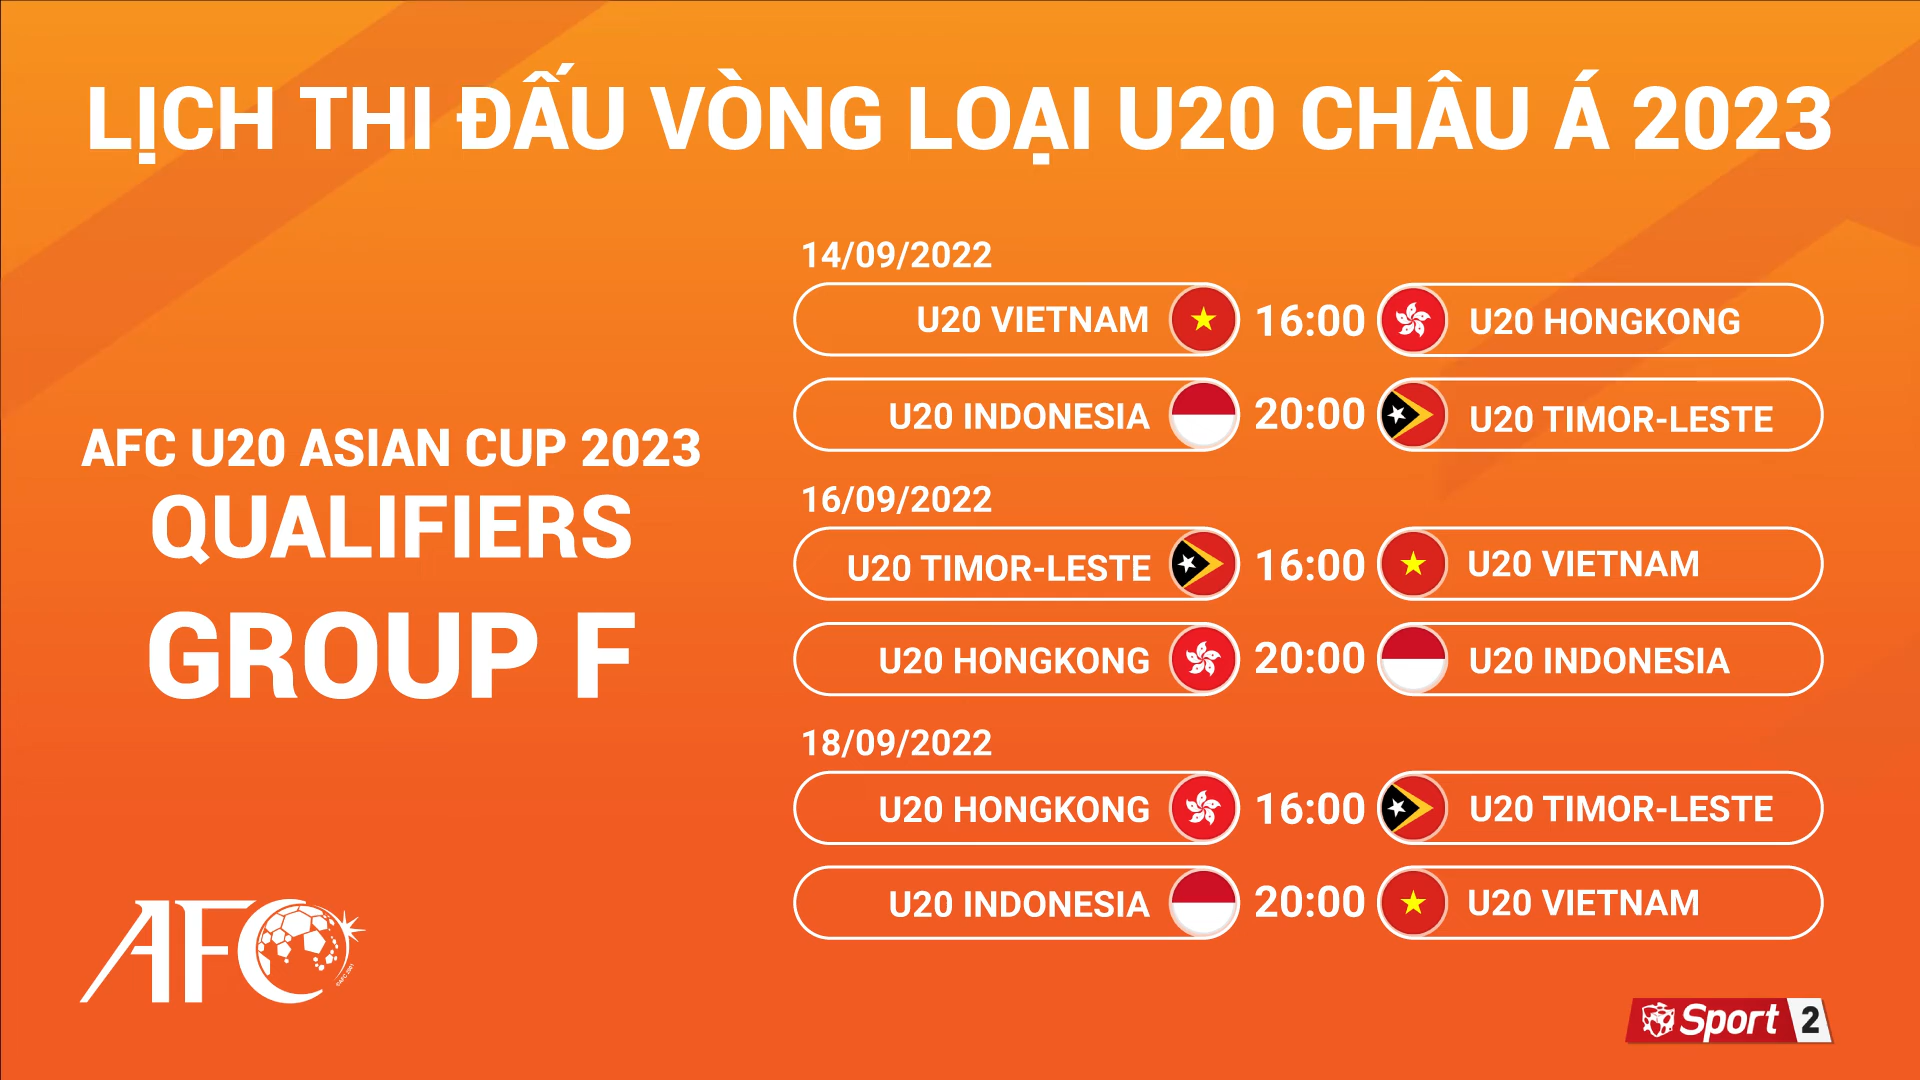 LỊCH THI ĐẤU VÒNG LOẠI U20 CHÂU Á 2023
AFC U20 ASIAN CUP 2023
QUALIFIERS
GROUP F
14/09/2022
U20 VIETNAM 16:00 U20 HONGKONG
U20 INDONESIA 20:00 U20 TIMOR-LESTE
16/09/2022
U20 TIMOR-LESTE 16:00 U20 VIETNAM
U20 HONGKONG 20:00 U20 INDONESIA
18/09/2022
U20 HONGKONG 16:00 U20 TIMOR-LESTE
U20 INDONESIA 20:00 U20 VIETNAM
AFC
©AFC 2001
Sport 2